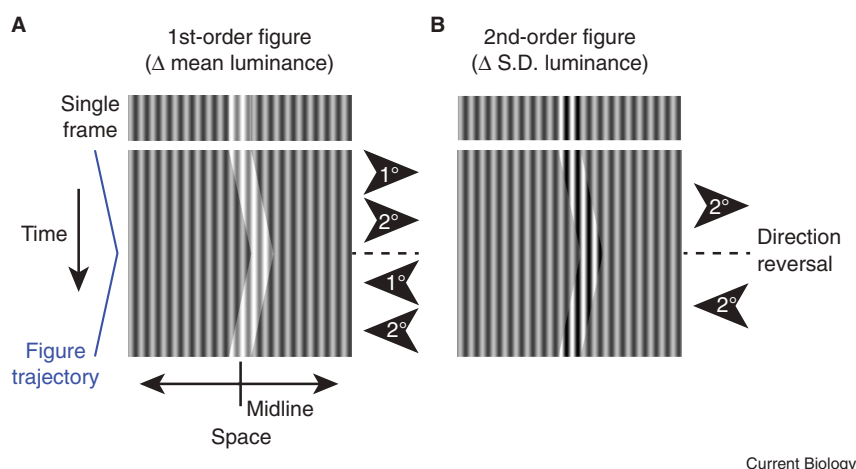 A
1st-order figure
(Δ mean luminance)
Single
frame
Time
Figure
trajectory
1°
2°
1°
2°
Midline
Space
B
2nd-order figure
(Δ S.D. luminance)
2°
Direction
reversal
2°
Current Biology